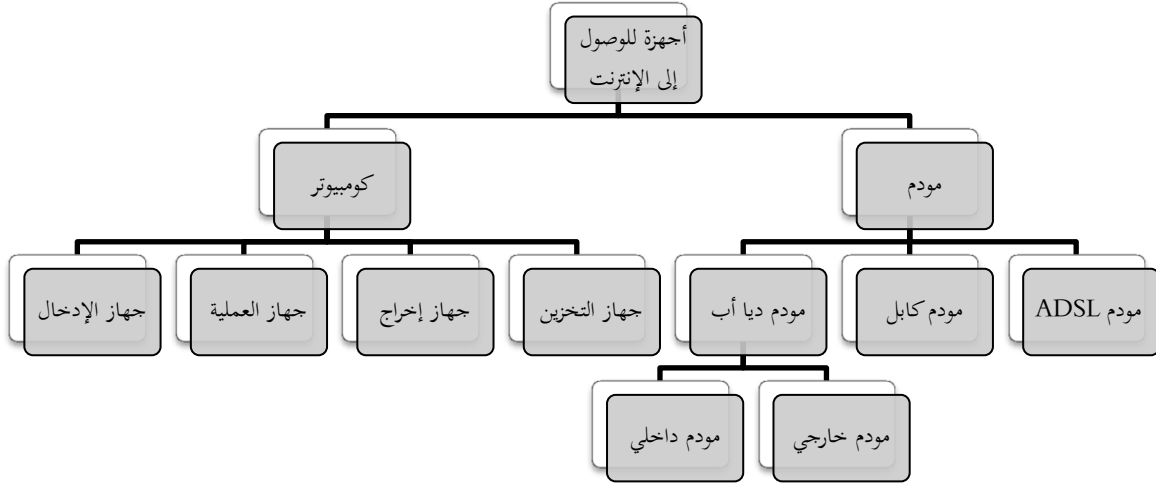 أجهزة للوصول
إلى الإنترنت
مودم
كومبيوتر
مودم ADSL
مودم كابل
مودم ديا أب
جهاز التخزين
جهاز إخراج
جهاز العملية
جهاز الإدخال
مودم خارجي
مودم داخلي